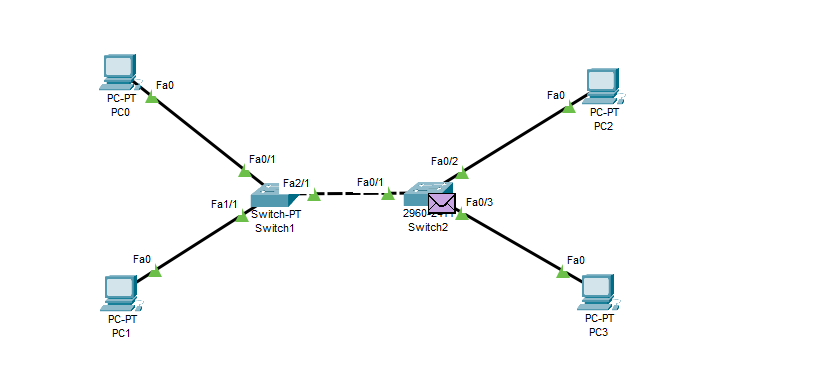 PC-PT
PC0
Fa0
Fa0/1
Fa1/1
Fa2/1
Switch-PT
Switch1
Fa0
PC-PT
PC1
Fa0/1
Fa0/2
Fa0/3
Switch2
Fa0
PC-PT
PC2
Fa0
PC-PT
PC3